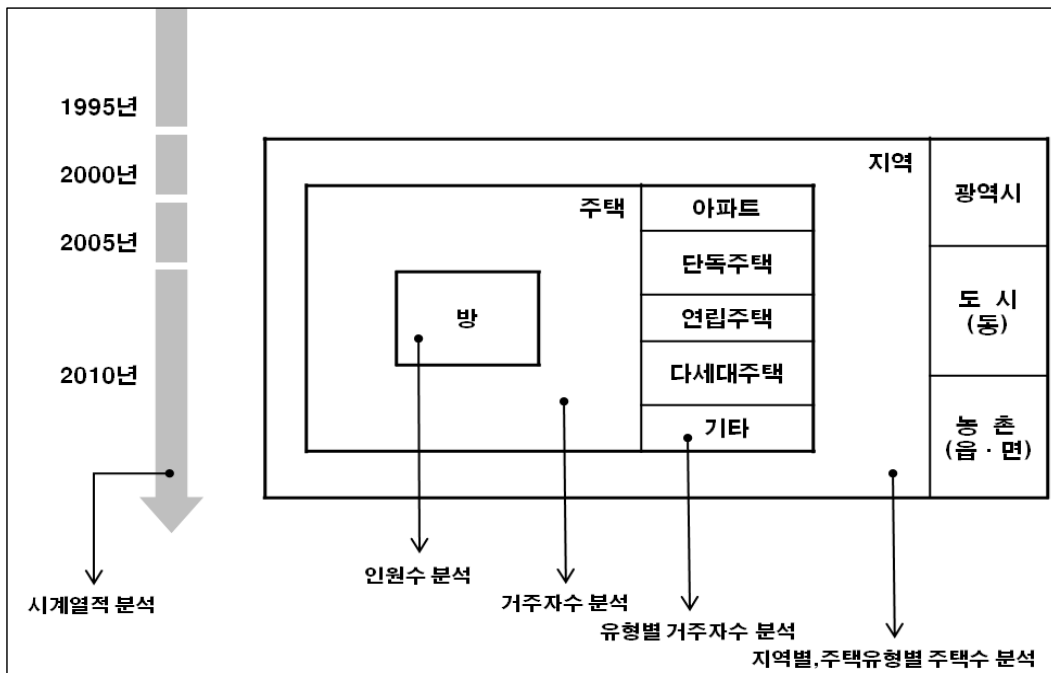 1995년
2000년
2005년
2010년
지역
주택
방
아파트
단독주택
연립주택
다세대주택
기타
광역시
도 시
(동)
농 촌
(읍 · 면)
시계열적 분석
인원수 분석
거주자수 분석
유형별 거주자수 분석
지역별,주택유형별 주택수 분석